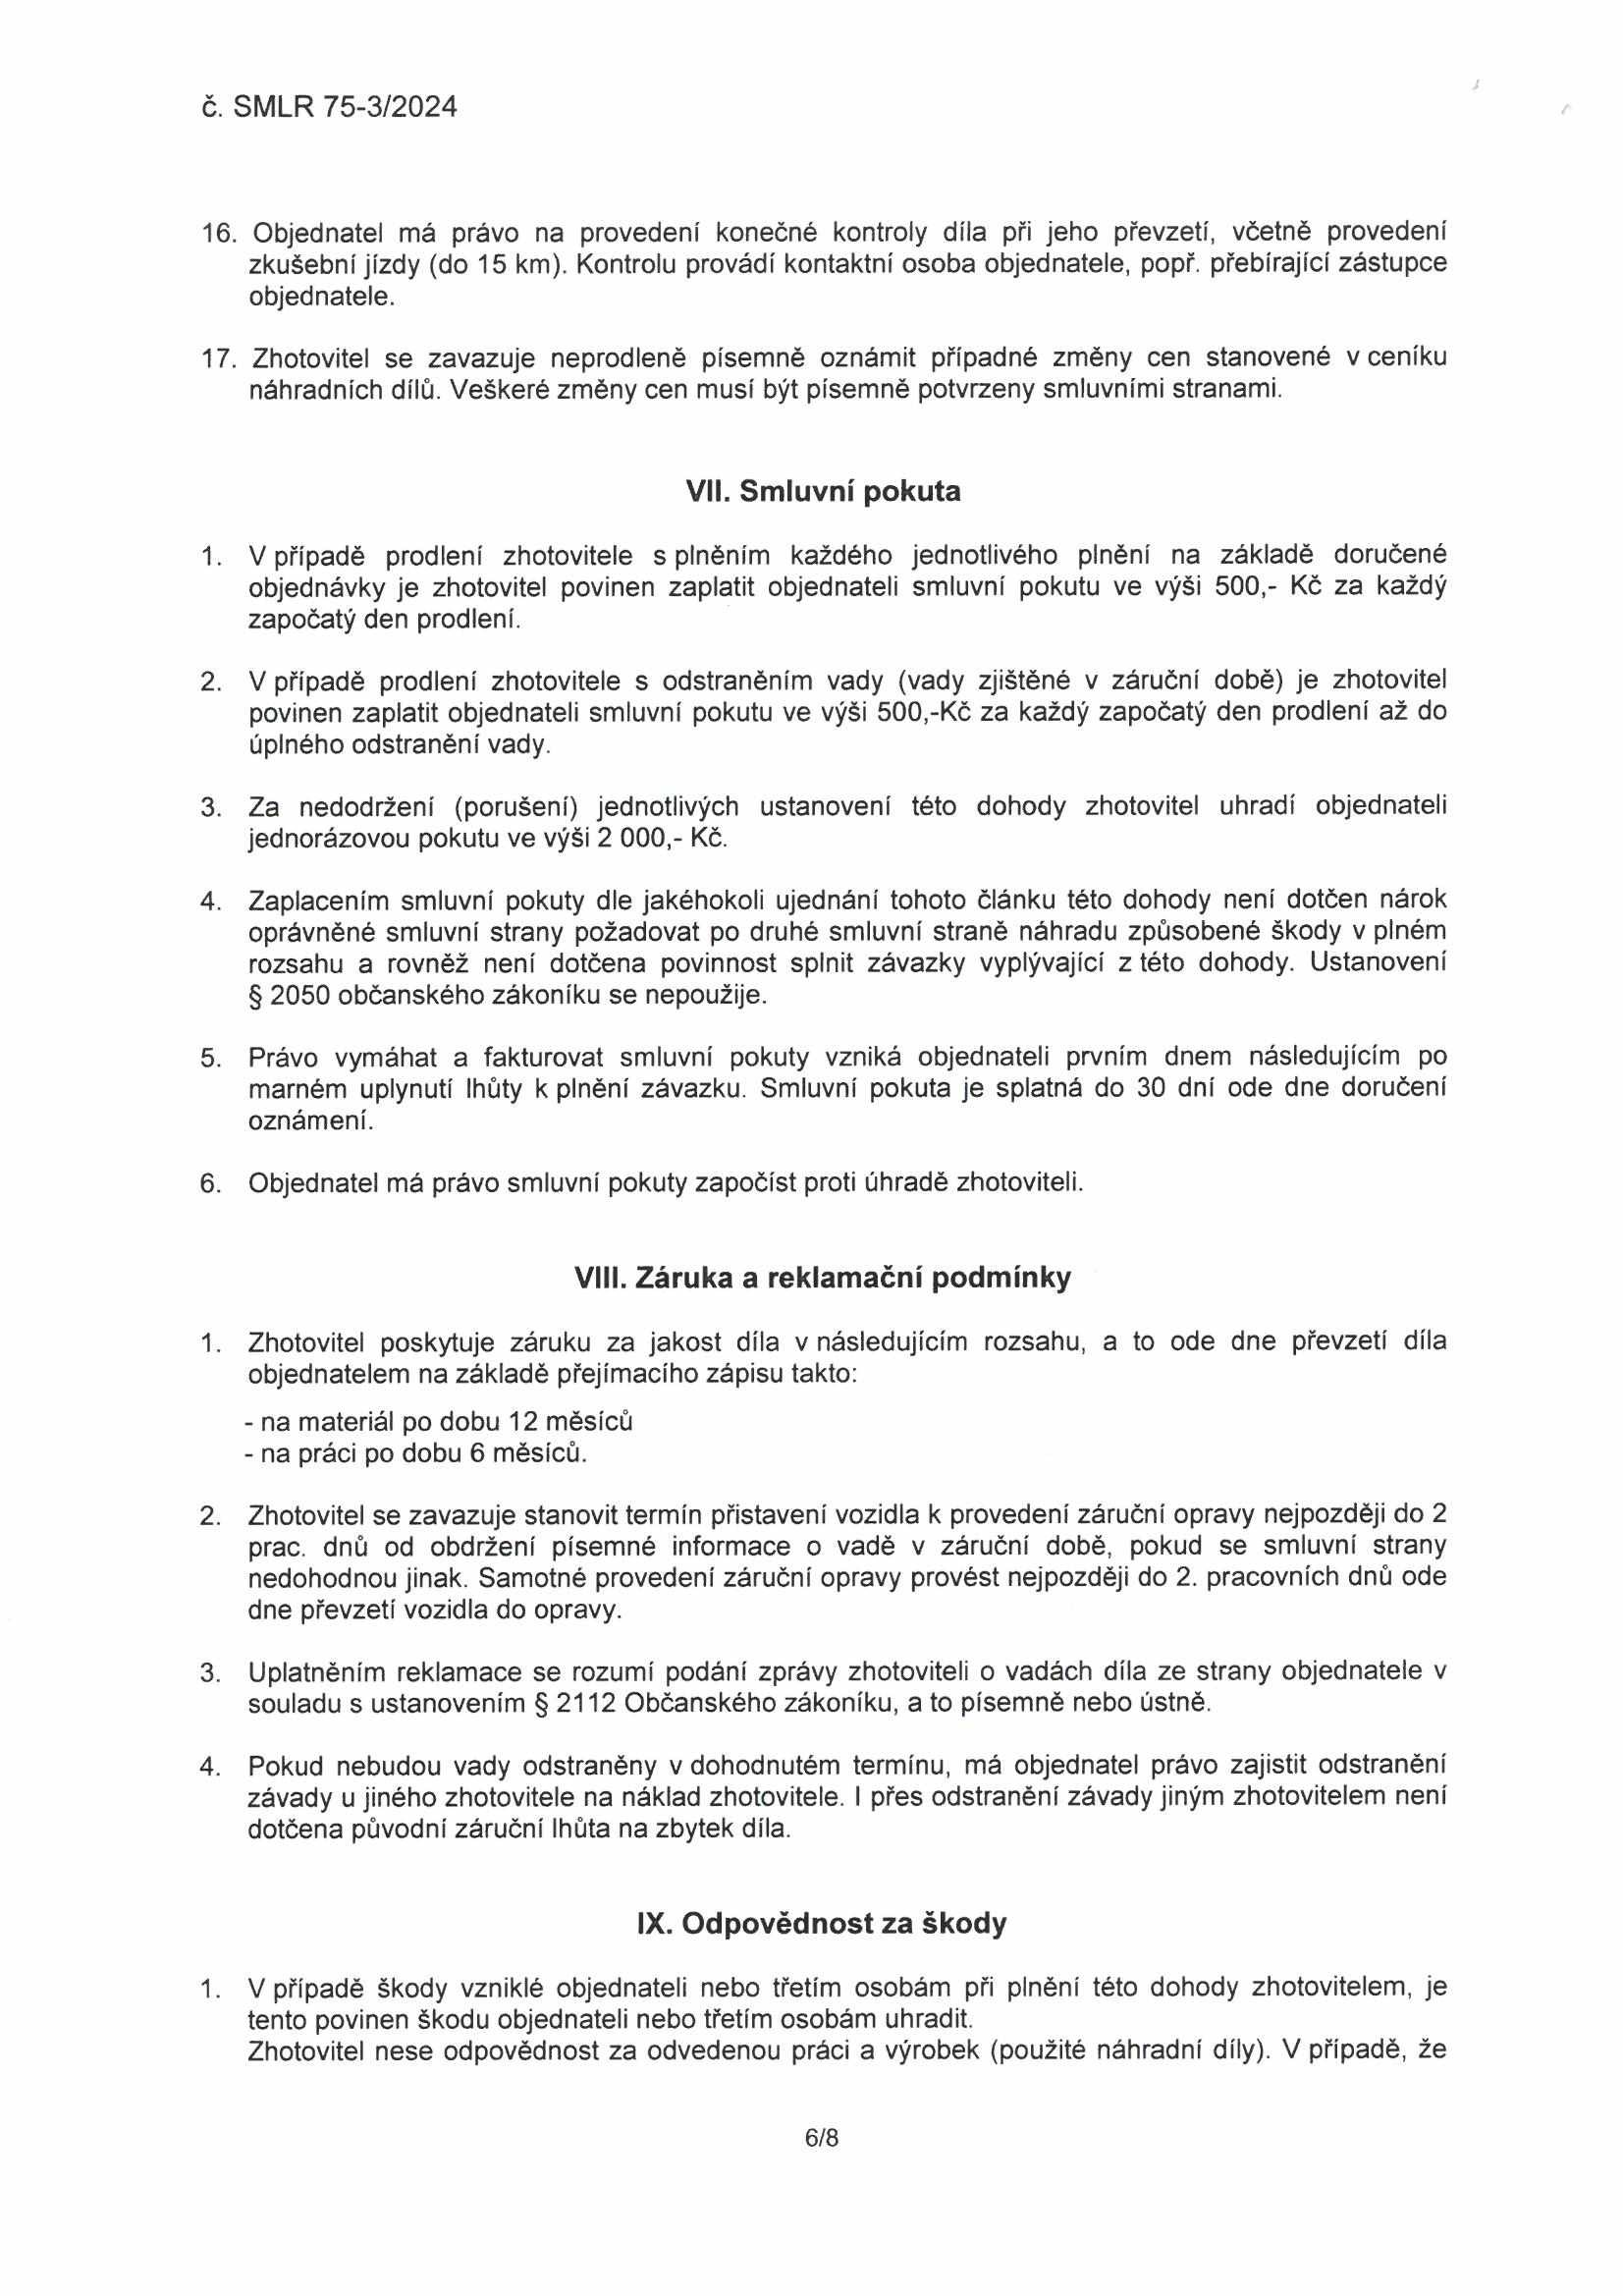 č. SMLR 75-3/2024
16. Objednatel má právo na provedení konečné kontroly díla při jeho převzetí, včetně provedení
zkušební jízdy (do 15 km). Kontrolu provádí kontaktní osoba objednatele, popř. přebírající zástupce
objednatele.
17. Zhotovitel se zavazuje neprodleně písemně oznámit případné změny cen stanovené v ceníku
náhradních dílů. Veškeré změny cen musí být písemně potvrzeny smluvními stranami.
VII. Smluvní pokuta
1. V případě prodlení zhotovitele s plněním každého jednotlivého plnění na základě doručené
objednávky je zhotovitel povinen zaplatit objednateli smluvní pokutu ve výši 500,- Kč za každý
započatý den prodlení.
2. V případě prodlení zhotovitele s odstraněním vady (vady zjištěné v záruční době) je zhotovitel
povinen zaplatit objednateli smluvní pokutu ve výši 500,-Kč za každý započatý den prodlení až do
úplného odstranění vady.
3. Za nedodržení (porušení) jednotlivých ustanovení této dohody zhotovitel uhradí objednateli
jednorázovou pokutu ve výši 2 000,- Kč.
4. Zaplacením smluvní pokuty dle jakéhokoli ujednání tohoto článku této dohody není dotčen nárok
oprávněné smluvní strany požadovat po druhé smluvní straně náhradu způsobené škody v plném
rozsahu a rovněž není dotčena povinnost splnit závazky vyplývající z této dohody. Ustanovení
§ 2050 občanského zákoníku se nepoužije.
5. Právo vymáhat a fakturovat smluvní pokuty vzniká objednateli prvním dnem následujícím po
marném uplynutí lhůty k plnění závazku. Smluvní pokuta je splatná do 30 dní ode dne doručení
oznámení.
6. Objednatel má právo smluvní pokuty započíst proti úhradě zhotoviteli.
VIII. Záruka a reklamační podmínky
1. Zhotovitel poskytuje záruku za jakost díla v následujícím rozsahu, a to ode dne převzetí díla
objednatelem na základě přejímacího zápisu takto:
- na materiál po dobu 12 měsíců
- na práci po dobu 6 měsíců.
2. Zhotovitel se zavazuje stanovit termín přistavení vozidla k provedení záruční opravy nejpozději do 2
prac. dnů od obdržení písemné informace o vadě v záruční době, pokud se smluvní strany
nedohodnou jinak. Samotné provedení záruční opravy provést nejpozději do 2. pracovních dnů ode
dne převzetí vozidla do opravy.
3. Uplatněním reklamace se rozumí podání zprávy zhotoviteli o vadách díla ze strany objednatele v
souladu s ustanovením § 2112 Občanského zákoníku, a to písemně nebo ústně.
4. Pokud nebudou vady odstraněny v dohodnutém termínu, má objednatel právo zajistit odstranění
závady u jiného zhotovitele na náklad zhotovitele. I přes odstranění závady jiným zhotovitelem není
dotčena původní záruční lhůta na zbytek díla.
IX. Odpovědnost za škody
1. V případě škody vzniklé objednateli nebo třetím osobám při plnění této dohody zhotovitelem, je
tento povinen škodu objednateli nebo třetím osobám uhradit.
Zhotovitel nese odpovědnost za odvedenou práci a výrobek (použité náhradní díly). V případě, že
6/8